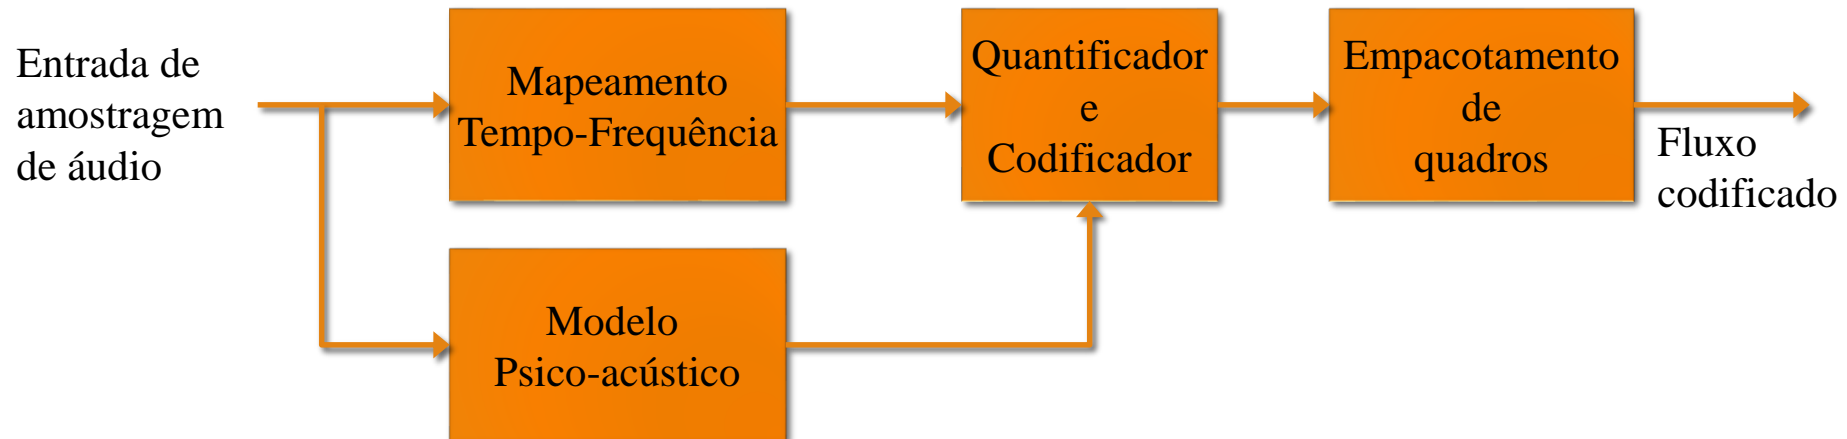 Entrada de
amostragem
de áudio
Mapeamento
Tempo-Frequência
Quantificador
e
Codificador
Empacotamento
de
quadros
Fluxo
codificado
Modelo
Psico-acústico